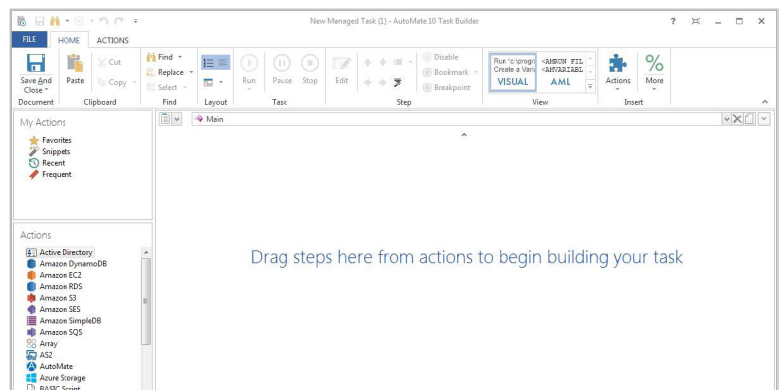 New Managed Task (1) - AutoMate 10 Task Builder
FILE HOME ACTIONS
Save And Close
Paste
Cut
Copy
Find
Replace
Select
Run
Pause
Stop
Edit
Disable
Bookmark
Breakpoint
Run 'c:\progr
Create a Vari
VISUAL
<AMRUN FIL
<AMVARIABL
AML
Actions
More
Document Clipboard Find Layout Task Step View Insert
My Actions
Favorites
Snippets
Recent
Frequent
Main
Actions
Active Directory
Amazon DynamoDB
Amazon EC2
Amazon RDS
Amazon S3
Amazon SES
Amazon SimpleDB
Amazon SQS
Array
AS2
AutoMate
Azure Storage
BASIC Script
Drag steps here from actions to begin building your task